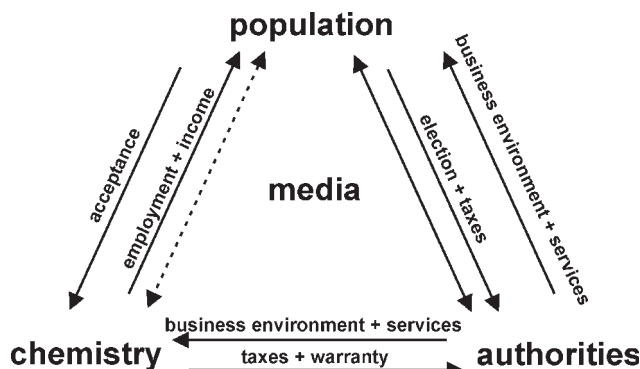 population
acceptance
employment + income
media
election + taxes
business environment + services
business environment + services
chemistry
taxes + warranty
authorities